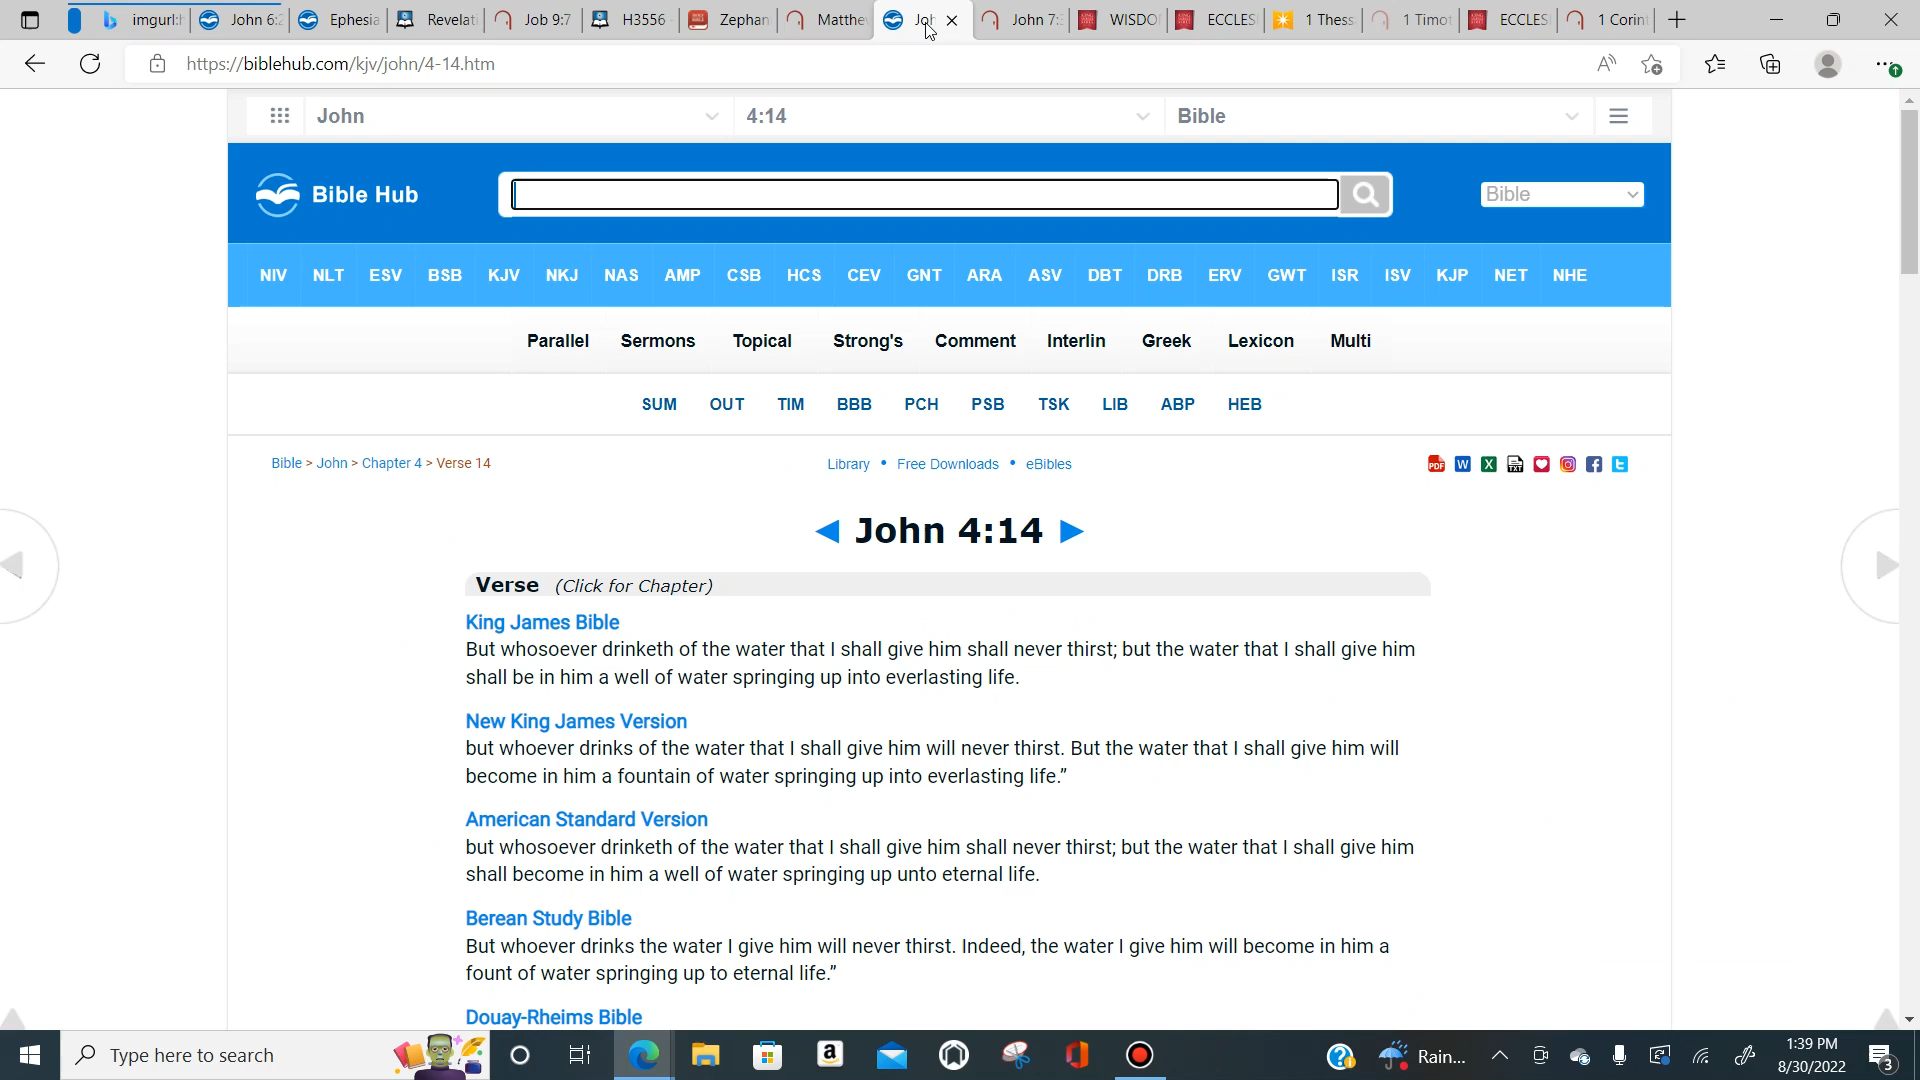 imgurl:h John 6:2 Ephesia Revelati Job 9:7 H3556 - Zephan Matthe Joh John 7:3 WISDO ECCLES 1 Thess 1 Timot ECCLES 1 Corint
https://biblehub.com/kjv/john/4-14.htm
John 4:14 Bible
Bible Hub Bible
NIV NLT ESV BSB KJV NKJ NAS AMP CSB HCS CEV GNT ARA ASV DBT DRB ERV GWT ISR ISV KJP NET NHE
Parallel Sermons Topical Strong's Comment Interlin Greek Lexicon Multi
SUM OUT TIM BBB PCH PSB TSK LIB ABP HEB
Bible > John > Chapter 4 > Verse 14 Library • Free Downloads • eBibles PDF W X TXT
◄ John 4:14 ►
Verse (Click for Chapter)
King James Bible
But whosoever drinketh of the water that I shall give him shall never thirst; but the water that I shall give him
shall be in him a well of water springing up into everlasting life.
New King James Version
but whoever drinks of the water that I shall give him will never thirst. But the water that I shall give him will
become in him a fountain of water springing up into everlasting life.”
American Standard Version
but whosoever drinketh of the water that I shall give him shall never thirst; but the water that I shall give him
shall become in him a well of water springing up unto eternal life.
Berean Study Bible
But whoever drinks the water I give him will never thirst. Indeed, the water I give him will become in him a
fount of water springing up to eternal life.”
Douay-Rheims Bible
Type here to search Rain... 1:39 PM
8/30/2022 3